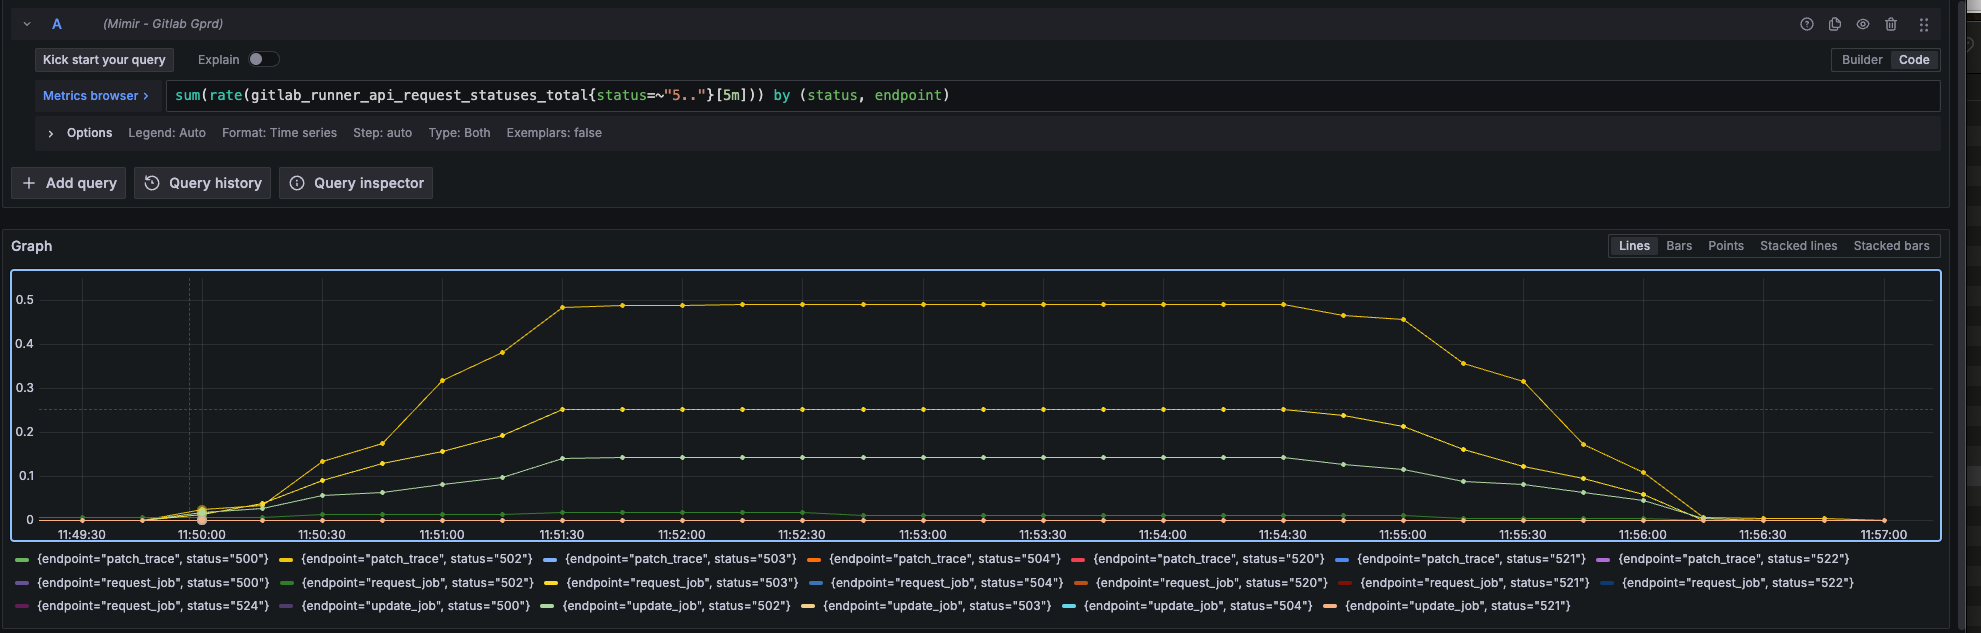 A (Mimir - Gitlab Gprd)
Kick start your query Explain Builder Code
Metrics browser > sum(rate(gitlab_runner_api_request_statuses_total{status=~"5.."}[5m])) by (status, endpoint)
> Options Legend: Auto Format: Time series Step: auto Type: Both Exemplars: false
+ Add query Query history Query inspector
Graph Lines Bars Points Stacked lines Stacked bars
0.5
0.4
0.3
0.2
0.1
0
11:49:30 11:50:00 11:50:30 11:51:00 11:51:30 11:52:00 11:52:30 11:53:00 11:53:30 11:54:00 11:54:30 11:55:00 11:55:30 11:56:00 11:56:30 11:57:00
{endpoint="patch_trace", status="500"} {endpoint="patch_trace", status="502"} {endpoint="patch_trace", status="503"} {endpoint="patch_trace", status="504"} {endpoint="patch_trace", status="520"} {endpoint="patch_trace", status="521"} {endpoint="patch_trace", status="522"}
{endpoint="request_job", status="500"} {endpoint="request_job", status="502"} {endpoint="request_job", status="503"} {endpoint="request_job", status="504"} {endpoint="request_job", status="520"} {endpoint="request_job", status="521"} {endpoint="request_job", status="522"}
{endpoint="request_job", status="524"} {endpoint="update_job", status="500"} {endpoint="update_job", status="502"} {endpoint="update_job", status="503"} {endpoint="update_job", status="504"} {endpoint="update_job", status="521"}